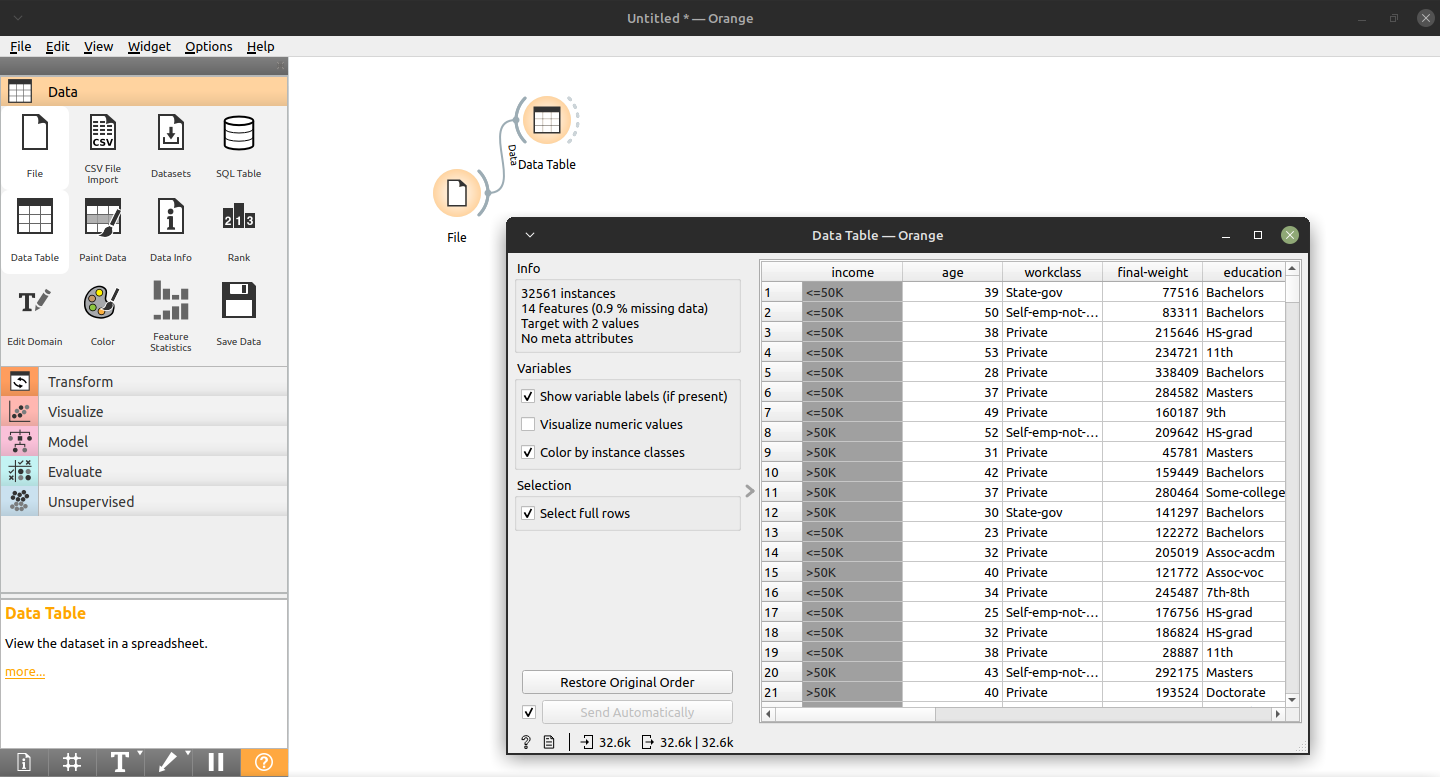 Untitled * — Orange
File Edit View Widget Options Help
Data
File CSV File Import Datasets SQL Table
Data Table Paint Data Data Info Rank
Edit Domain Color Feature Statistics Save Data
Transform
Visualize
Model
Evaluate
Unsupervised
Data Table
View the dataset in a spreadsheet.
more...
Data
Data Table
File
Data Table — Orange
Info
32561 instances
14 features (0.9 % missing data)
Target with 2 values
No meta attributes
Variables
Show variable labels (if present)
Visualize numeric values
Color by instance classes
Selection
Select full rows
Restore Original Order
Send Automatically
32.6k 32.6k | 32.6k
income age workclass final-weight education
1 <=50K 39 State-gov 77516 Bachelors
2 <=50K 50 Self-emp-not-... 83311 Bachelors
3 <=50K 38 Private 215646 HS-grad
4 <=50K 53 Private 234721 11th
5 <=50K 28 Private 338409 Bachelors
6 <=50K 37 Private 284582 Masters
7 <=50K 49 Private 160187 9th
8 >50K 52 Self-emp-not-... 209642 HS-grad
9 >50K 31 Private 45781 Masters
10 >50K 42 Private 159449 Bachelors
11 >50K 37 Private 280464 Some-college
12 >50K 30 State-gov 141297 Bachelors
13 <=50K 23 Private 122272 Bachelors
14 <=50K 32 Private 205019 Assoc-acdm
15 >50K 40 Private 121772 Assoc-voc
16 <=50K 34 Private 245487 7th-8th
17 <=50K 25 Self-emp-not-... 176756 HS-grad
18 <=50K 32 Private 186824 HS-grad
19 <=50K 38 Private 28887 11th
20 >50K 43 Self-emp-not-... 292175 Masters
21 >50K 40 Private 193524 Doctorate